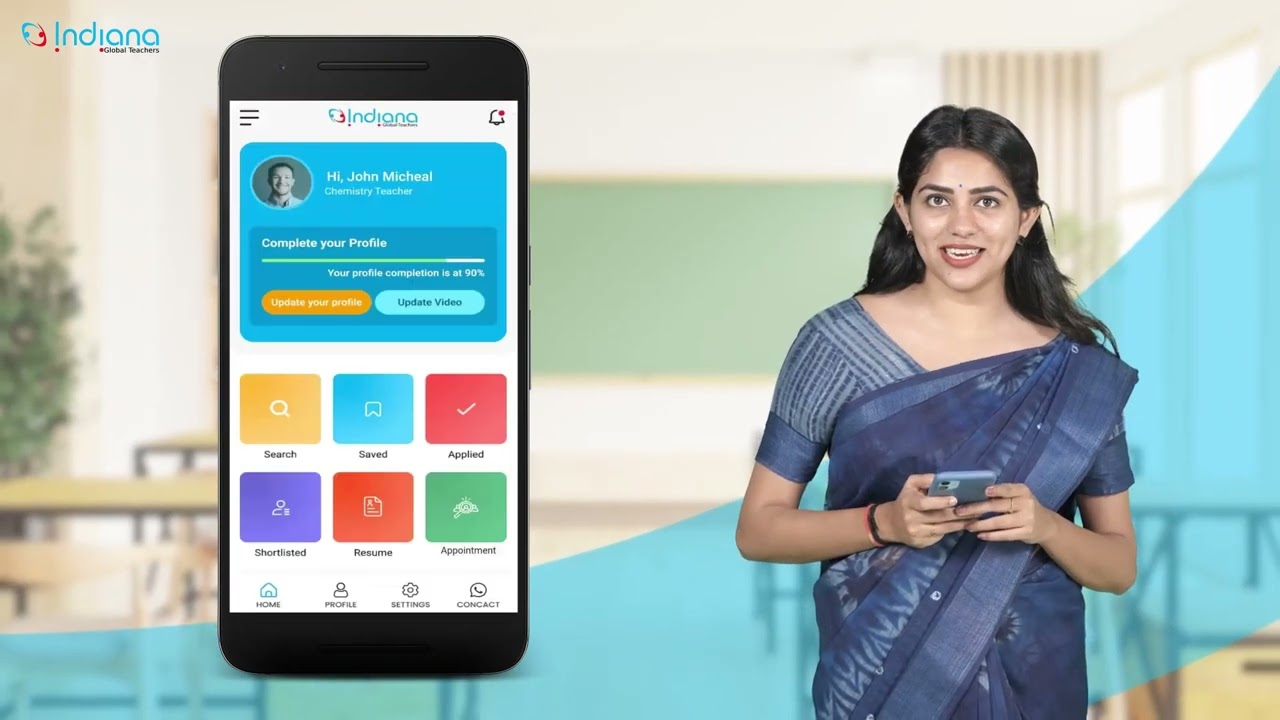 Indiana
Global Teachers
Indiana
Global Teachers
Hi, John Micheal
Chemistry Teacher
Complete your Profile
Your profile completion is at 90%
Update your profile
Update Video
Search
Saved
Applied
Shortlisted
Resume
Appointment
HOME
PROFILE
SETTINGS
CONCACT